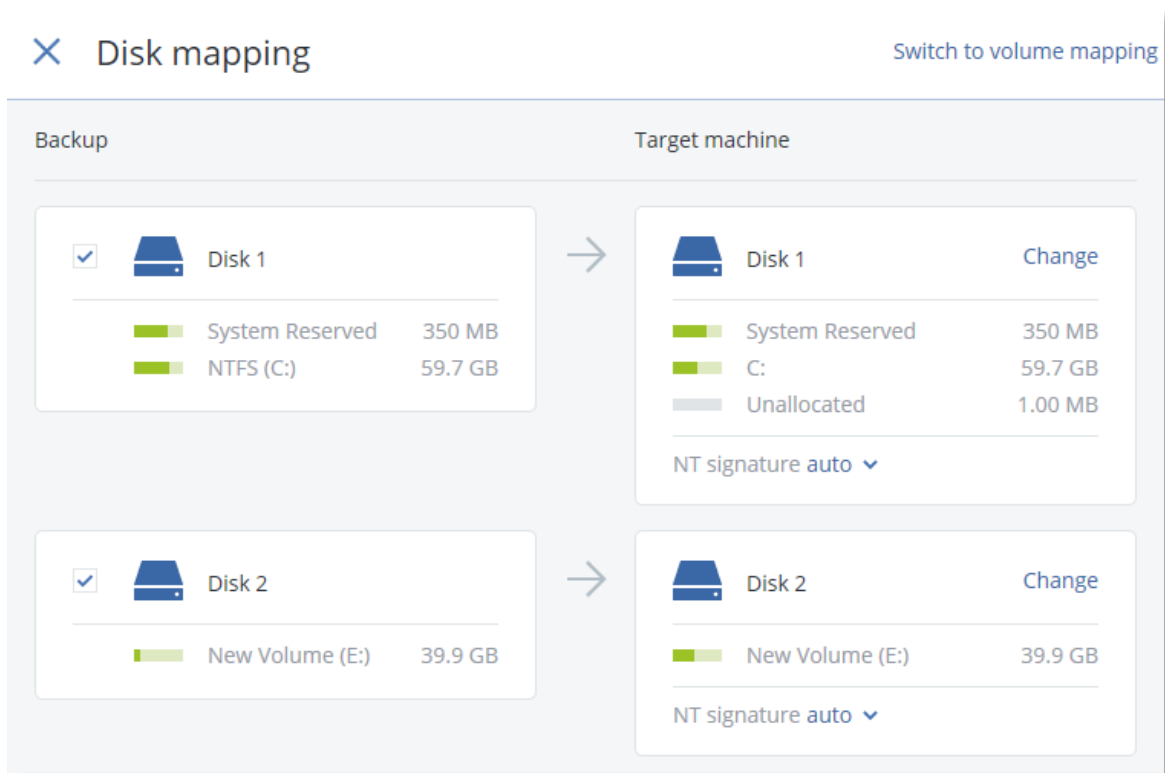 Disk mapping
Switch to volume mapping
Backup
Target machine
Disk 1
System Reserved 350 MB
NTFS (C:) 59.7 GB
Disk 1 Change
System Reserved 350 MB
C: 59.7 GB
Unallocated 1.00 MB
NT signature auto
Disk 2
New Volume (E:) 39.9 GB
Disk 2 Change
New Volume (E:) 39.9 GB
NT signature auto